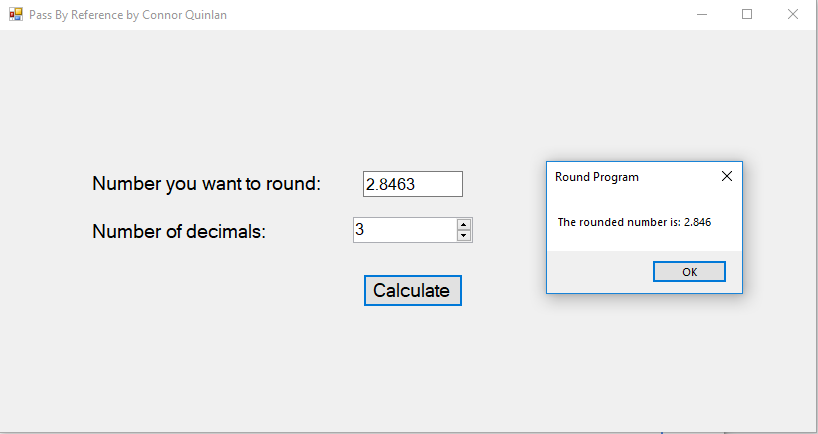 Pass By Reference by Connor Quinlan
Number you want to round: 2.8463
Number of decimals: 3
Calculate
Round Program
The rounded number is: 2.846
OK